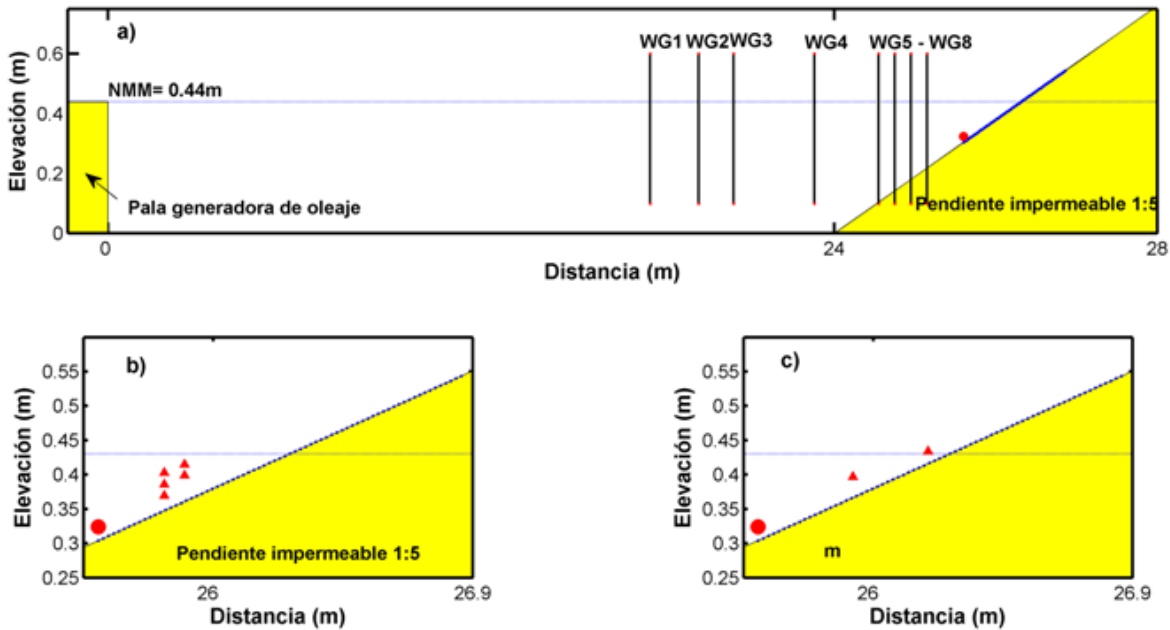 a)
WG1 WG2 WG3 WG4 WG5 - WG8
NMM= 0.44m
Pala generadora de oleaje
Pendiente impermeable 1:5
Elevación (m)
0.6
0.4
0.2
0
0 24 28
Distancia (m)
b)
Elevación (m)
0.55
0.5
0.45
0.4
0.35
0.3
0.25
Pendiente impermeable 1:5
26 26.9
Distancia (m)
c)
Elevación (m)
0.55
0.5
0.45
0.4
0.35
0.3
0.25
m
26 26.9
Distancia (m)